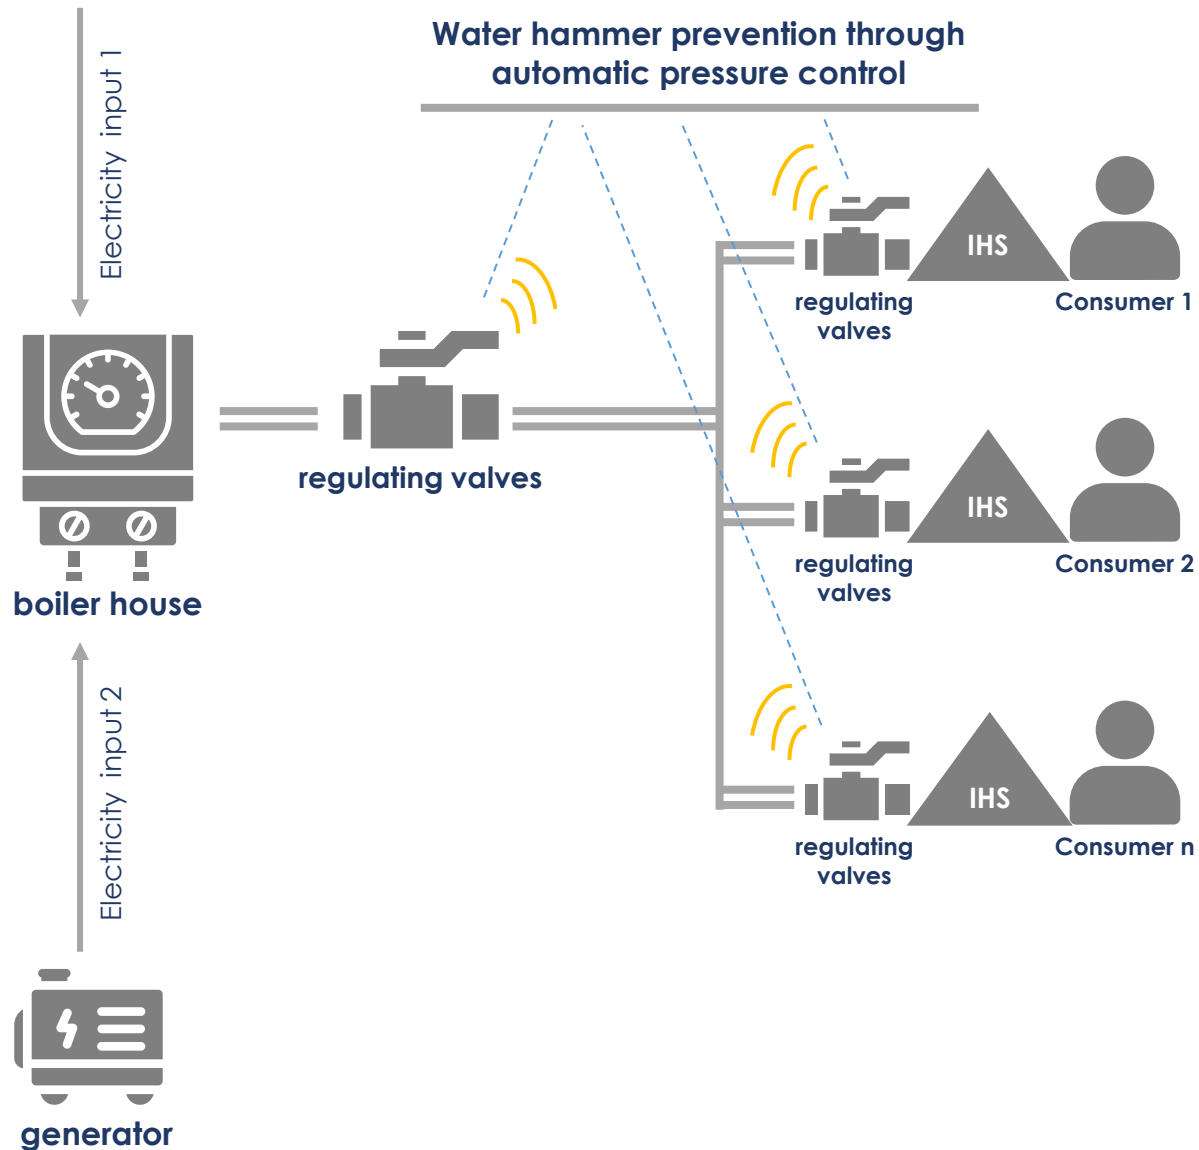 Water hammer prevention through
automatic pressure control
Electricity input 1
IHS
regulating
valves
Consumer 1
regulating valves
IHS
regulating
valves
Consumer 2
boiler house
Electricity input 2
IHS
regulating
valves
Consumer n
generator